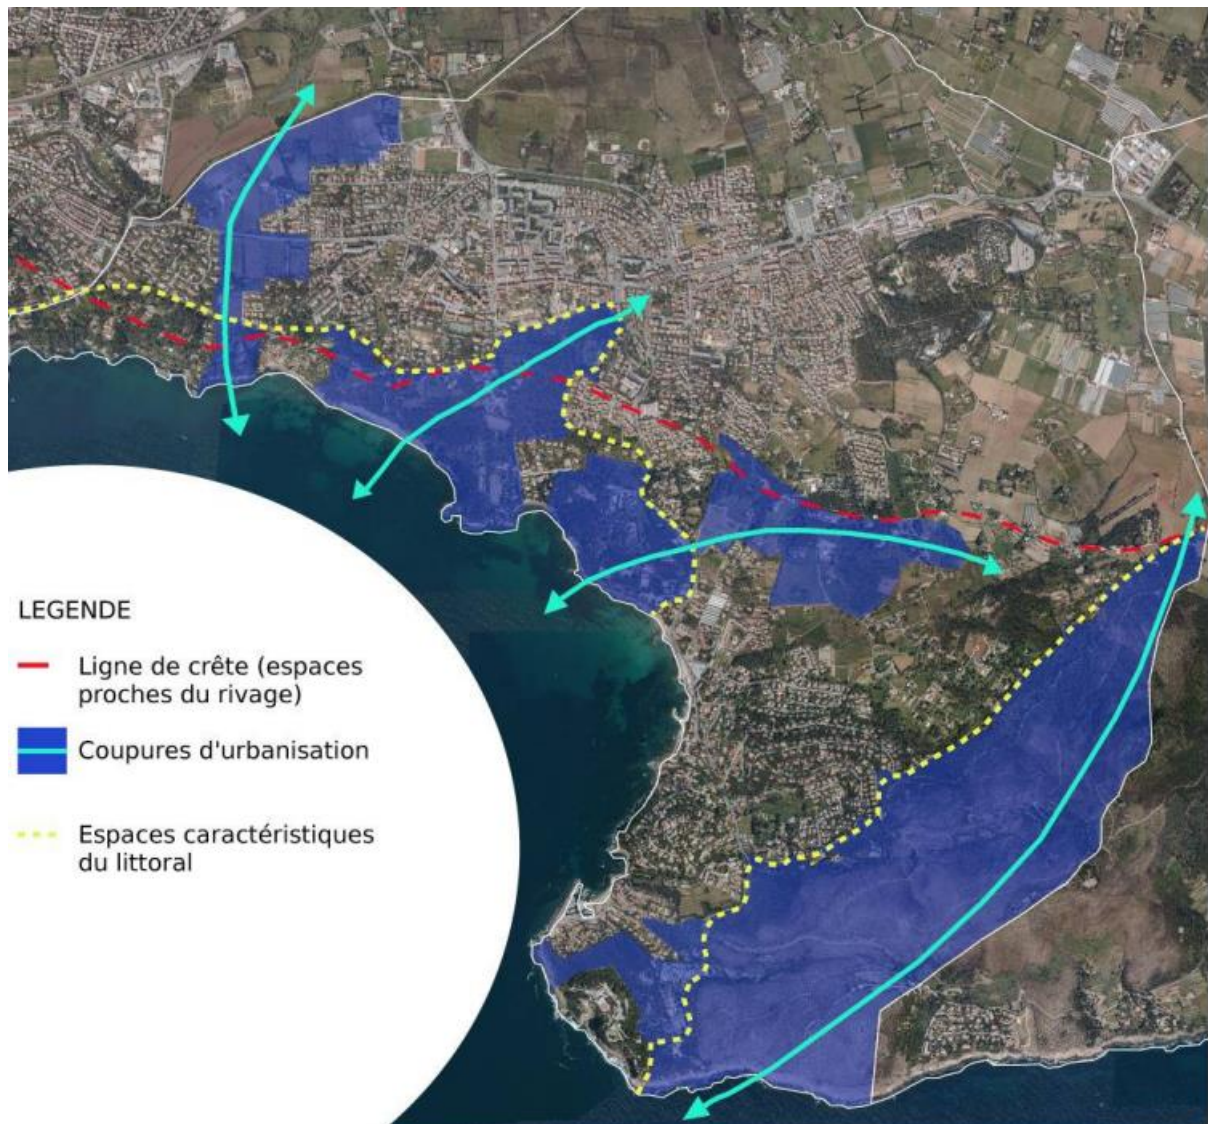 LEGENDE
Ligne de crête (espaces
proches du rivage)
Coupures d'urbanisation
Espaces caractéristiques
du littoral